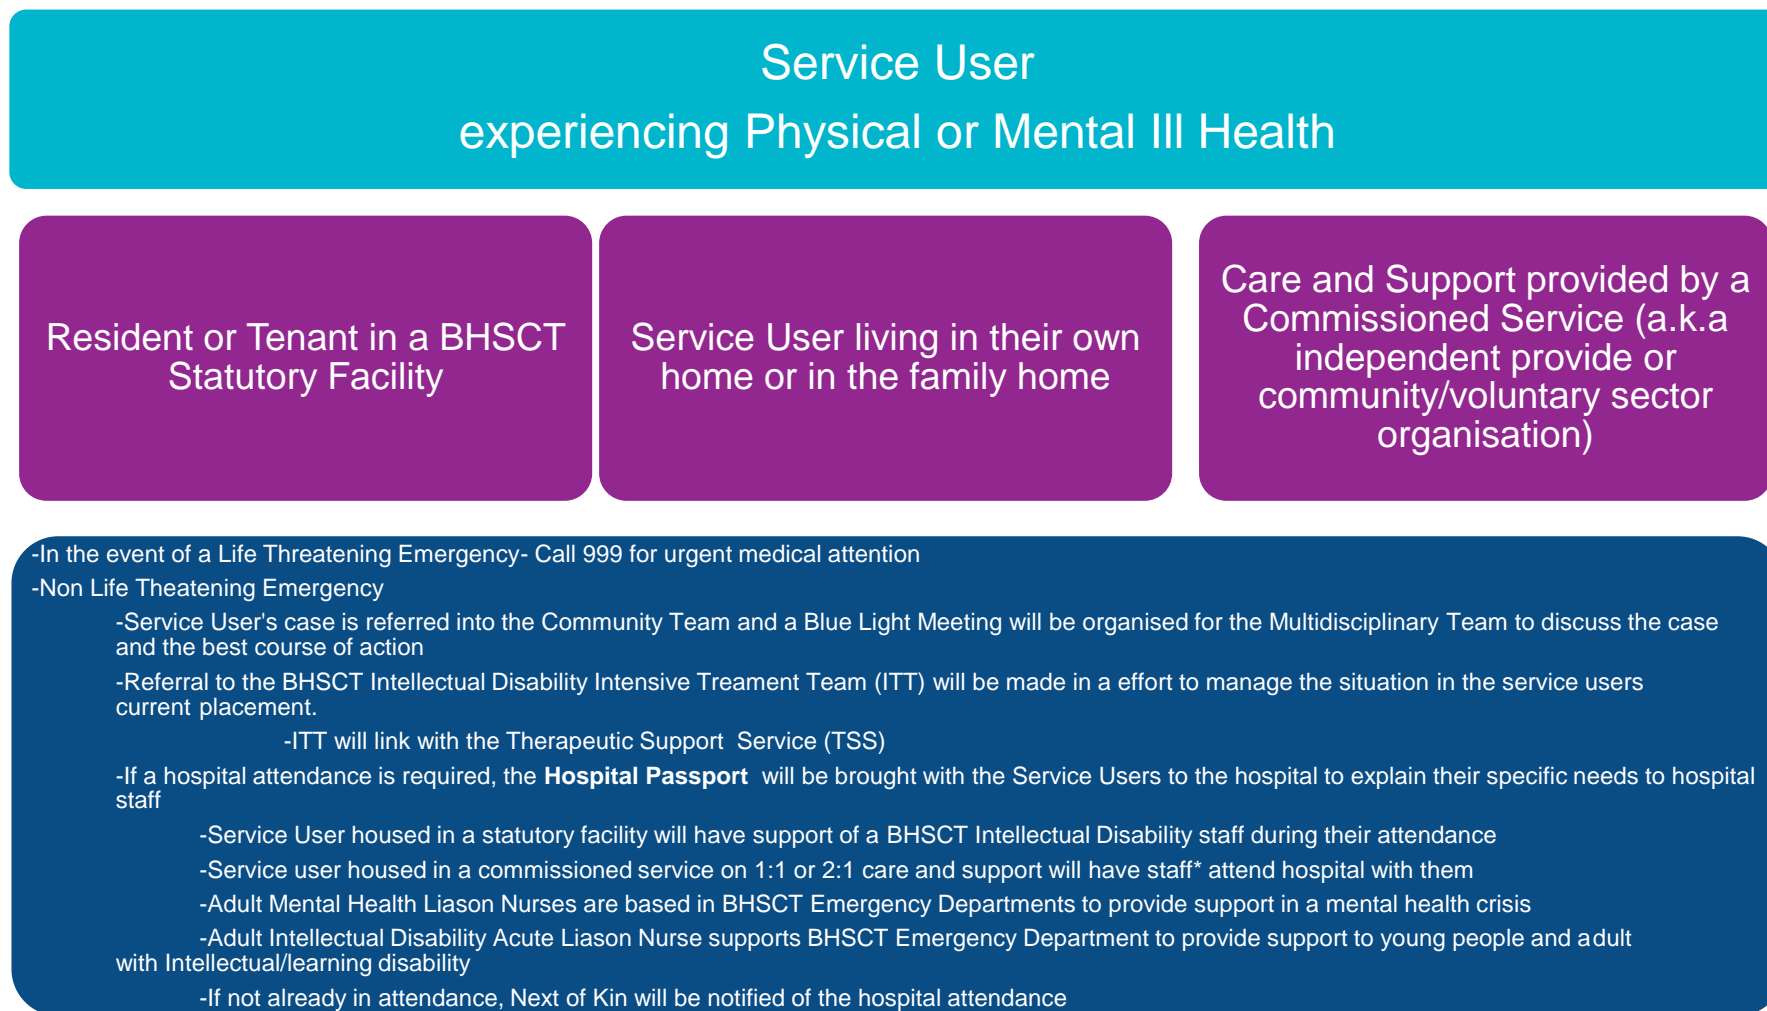 Service User
experiencing Physical or Mental Ill Health
Resident or Tenant in a BHSCT
Statutory Facility
Service User living in their own
home or in the family home
Care and Support provided by a
Commissioned Service (a.k.a
independent provide or
community/voluntary sector
organisation)
-In the event of a Life Threatening Emergency- Call 999 for urgent medical attention
-Non Life Theatening Emergency
-Service User's case is referred into the Community Team and a Blue Light Meeting will be organised for the Multidisciplinary Team to discuss the case
and the best course of action
-Referral to the BHSCT Intellectual Disability Intensive Treament Team (ITT) will be made in a effort to manage the situation in the service users
current placement.
-ITT will link with the Therapeutic Support Service (TSS)
-If a hospital attendance is required, the Hospital Passport will be brought with the Service Users to the hospital to explain their specific needs to hospital
staff
-Service User housed in a statutory facility will have support of a BHSCT Intellectual Disability staff during their attendance
-Service user housed in a commissioned service on 1:1 or 2:1 care and support will have staff* attend hospital with them
-Adult Mental Health Liason Nurses are based in BHSCT Emergency Departments to provide support in a mental health crisis
-Adult Intellectual Disability Acute Liason Nurse supports BHSCT Emergency Department to provide support to young people and adult
with Intellectual/learning disability
-If not already in attendance, Next of Kin will be notified of the hospital attendance